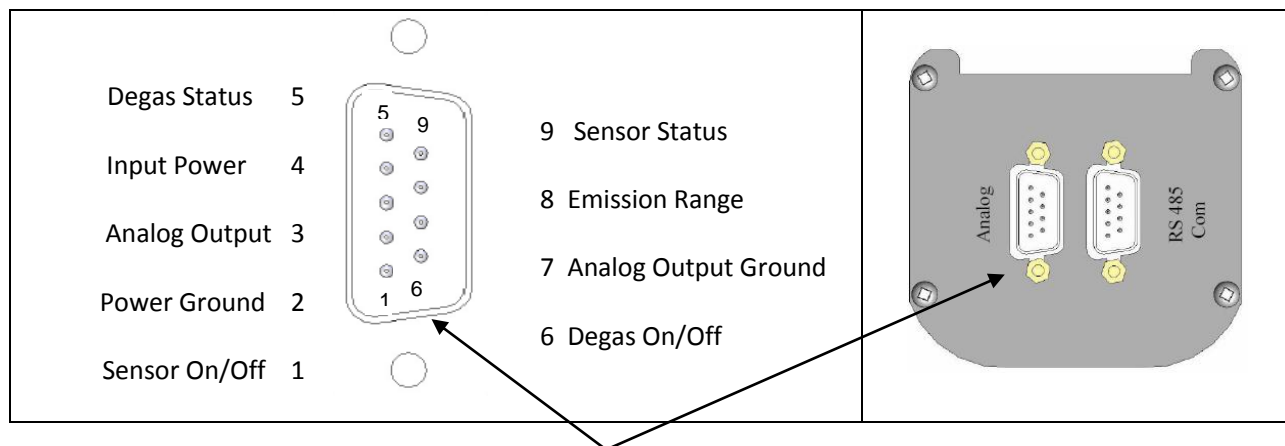 Degas Status 5
Input Power 4
Analog Output 3
Power Ground 2
Sensor On/Off 1
5
9
1
6
9 Sensor Status
8 Emission Range
7 Analog Output Ground
6 Degas On/Off
Analog
RS 485
Com